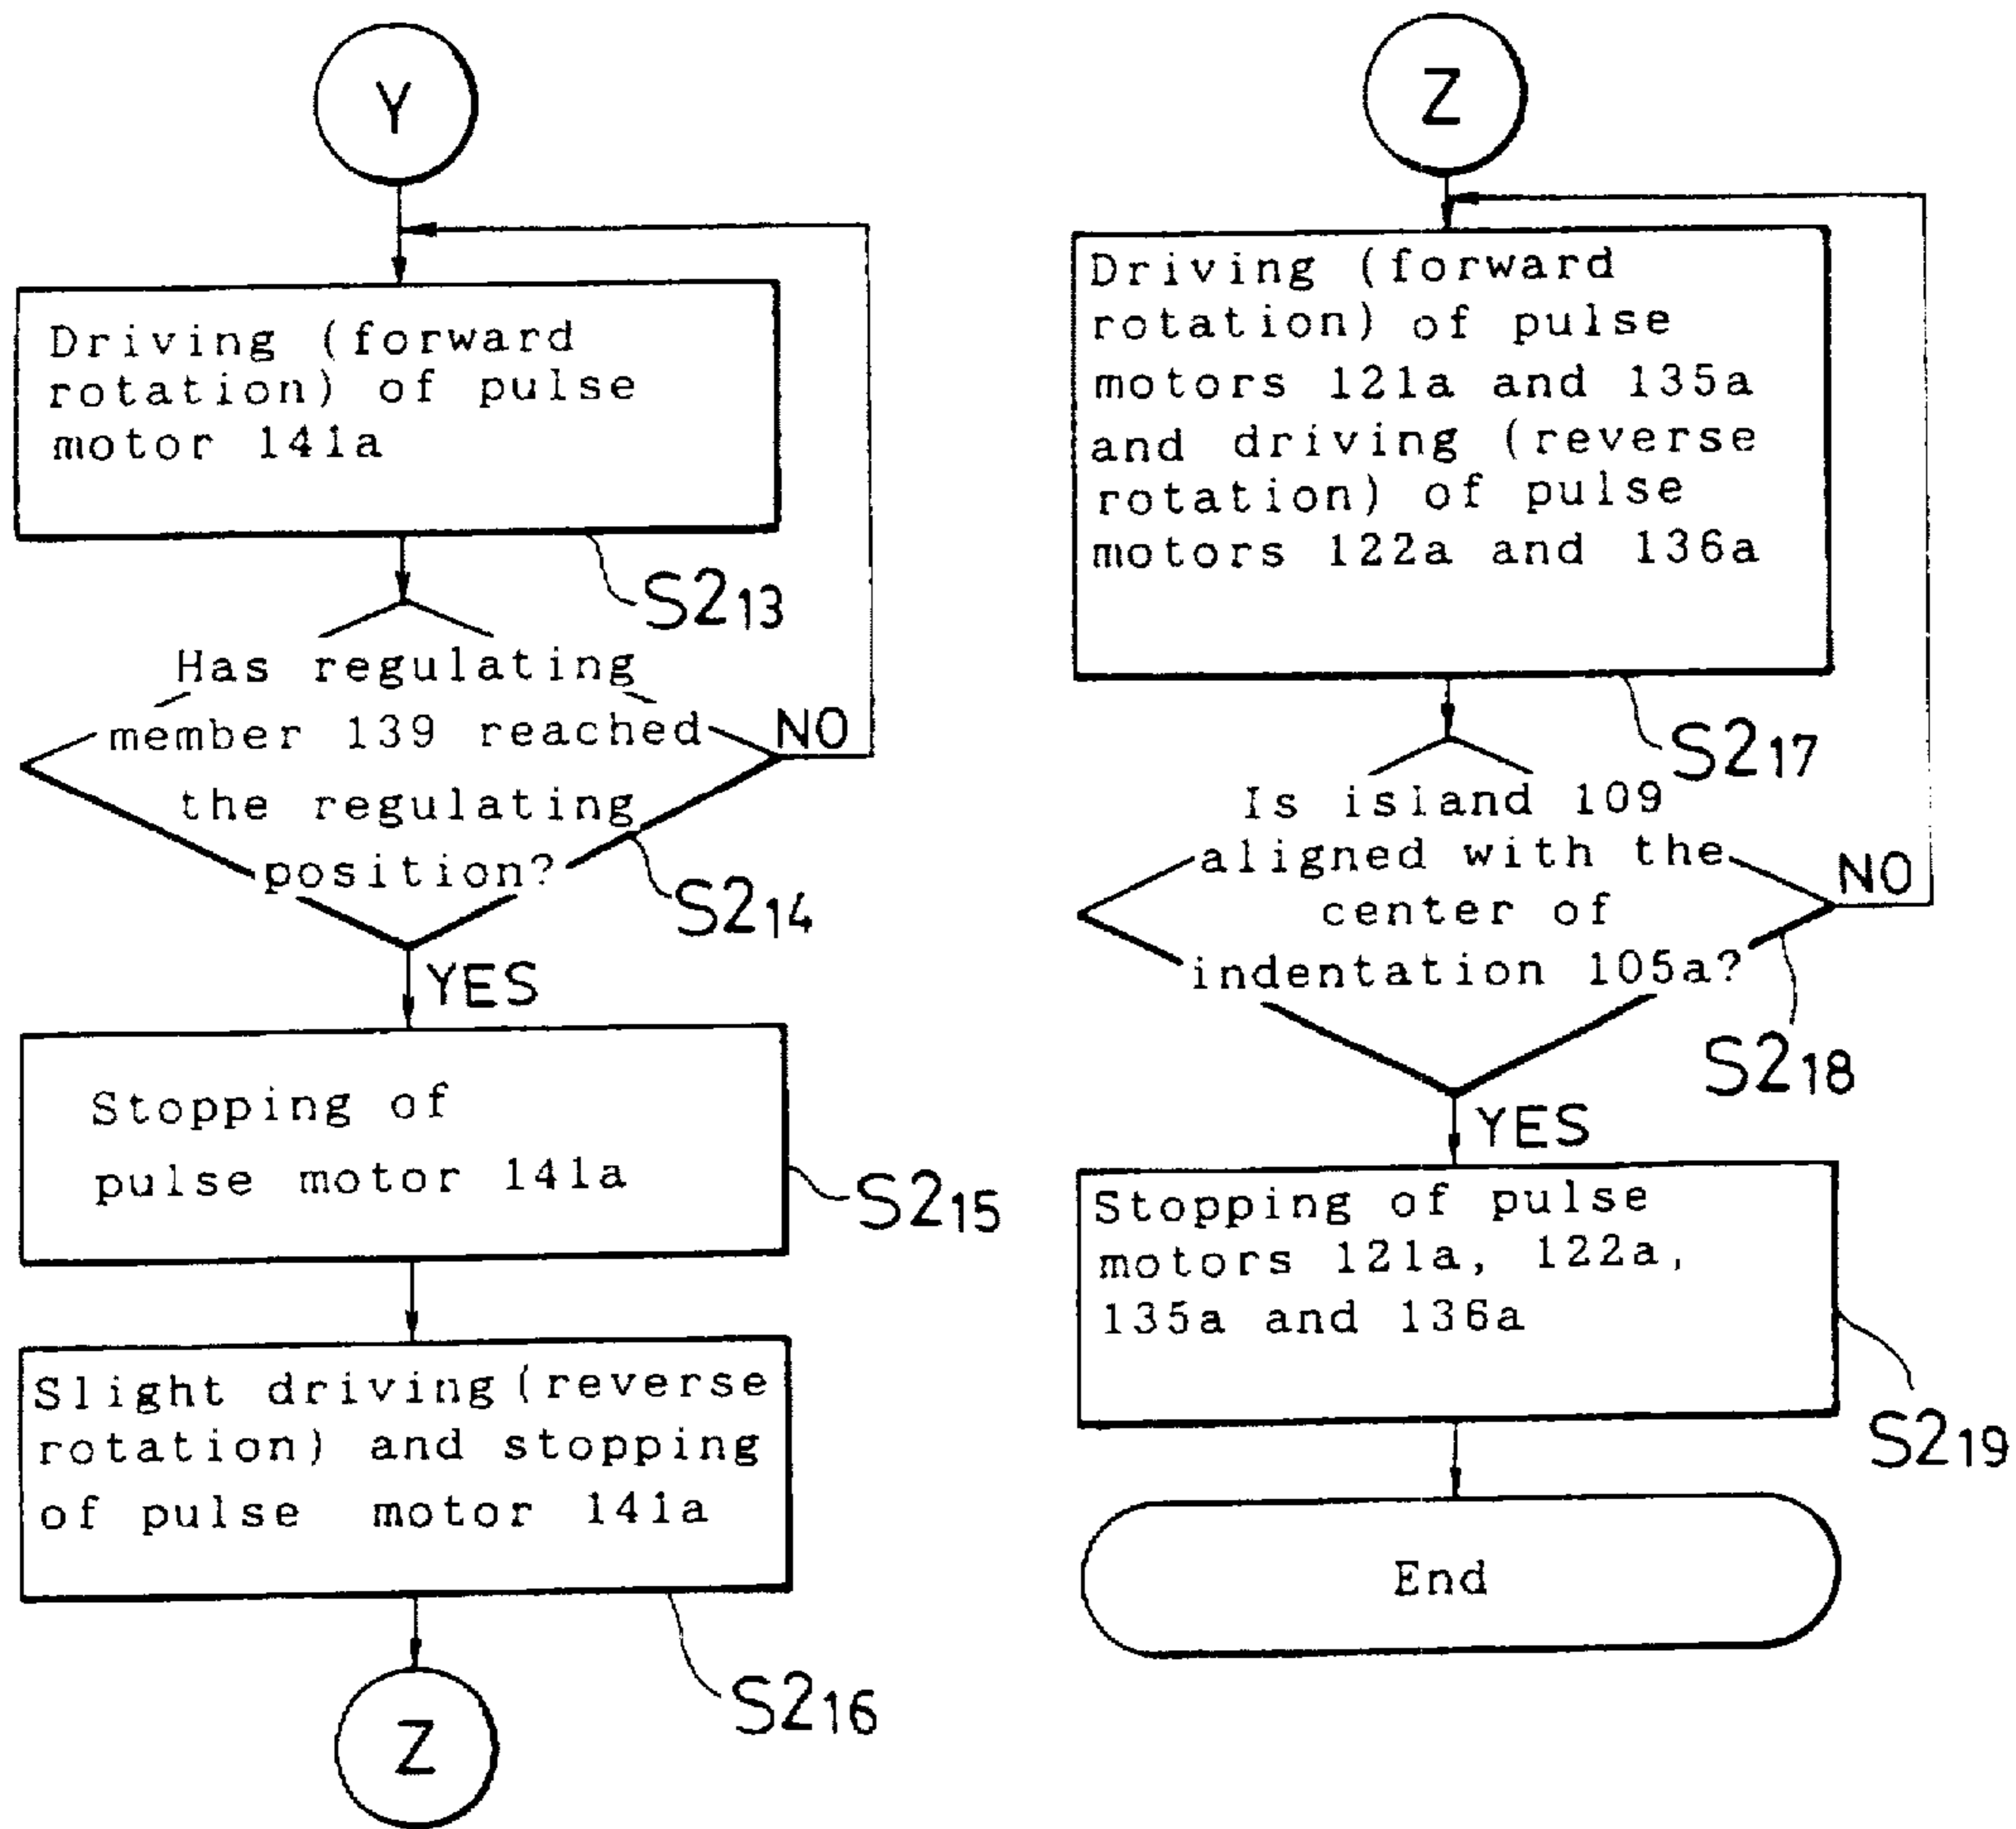 Y
Driving (forward
rotation) of pulse
motor 141a
S213
Has regulating
member 139 reached
the regulating
position?
NO
S214
YES
Stopping of
pulse motor 141a
S215
Slight driving (reverse
rotation) and stopping
of pulse motor 141a
S216
Z
Z
Driving (forward
rotation) of pulse
motors 121a and 135a
and driving (reverse
rotation) of pulse
motors 122a and 136a
S217
Is island 109
aligned with the
center of
indentation 105a?
NO
S218
YES
Stopping of pulse
motors 121a, 122a,
135a and 136a
S219
End